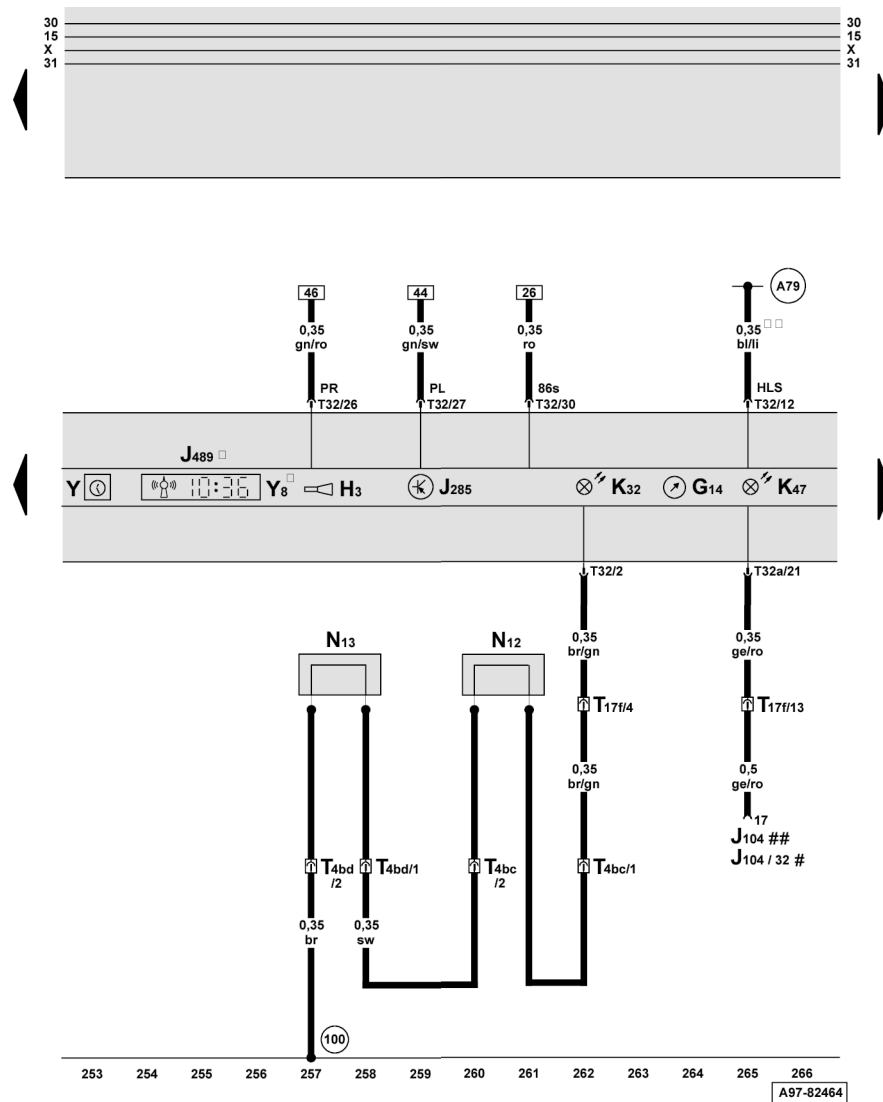 30 30
15 15
X X
31 31
46 44 26 A79
0,35 0,35 0,35 0,35
gn/ro gn/sw ro bl/li
PR PL 86s HLS
T32/26 T32/27 T32/30 T32/12
J489
Y 10:36 Y8 H3 J285 K32 G14 K47
T32/2 T32a/21
N13 N12
0,35 0,35
br/gn ge/ro
T17f/4 T17f/13
0,35 0,5
br/gn ge/ro
17
J104 ##
J104 / 32 #
T4bd/2 T4bd/1 T4bc/2 T4bc/1
0,35 0,35
br sw
100
253 254 255 256 257 258 259 260 261 262 263 264 265 266
A97-82464